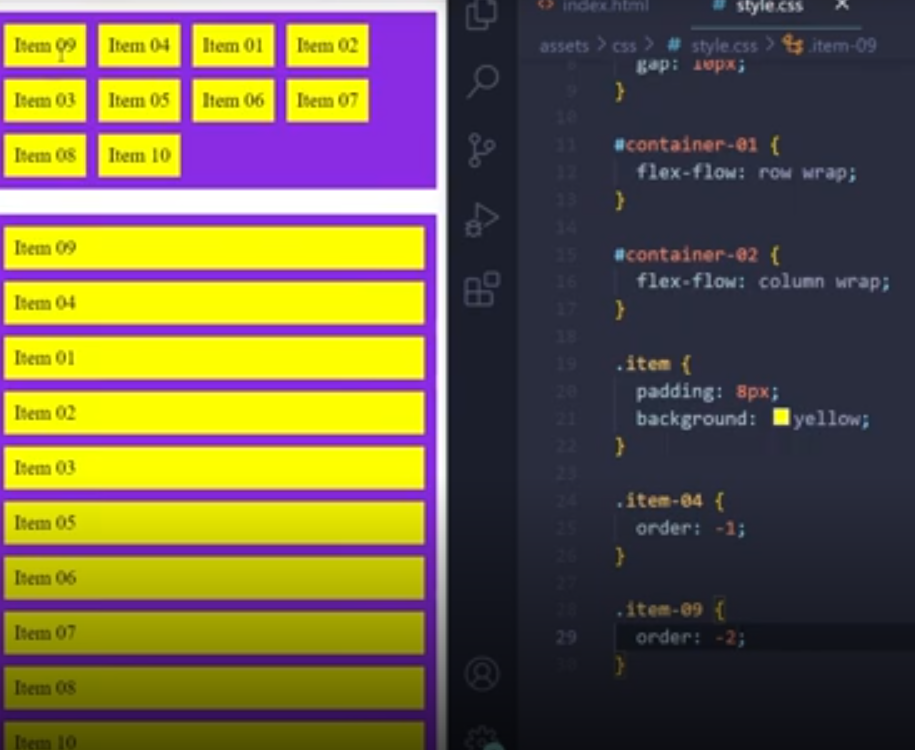 Item 09 Item 04 Item 01 Item 02
Item 03 Item 05 Item 06 Item 07
Item 08 Item 10
Item 09
Item 04
Item 01
Item 02
Item 03
Item 05
Item 06
Item 07
Item 08
Item 10
<> index.html # style.css ×
assets > css > # style.css > .item-09
8 gap: 10px;
9 }
10
11 #container-01 {
12 flex-flow: row wrap;
13 }
14
15 #container-02 {
16 flex-flow: column wrap;
17 }
18
19 .item {
20 padding: 8px;
21 background: yellow;
22 }
23
24 .item-04 {
25 order: -1;
26 }
27
28 .item-09 {
29 order: -2;
30 }